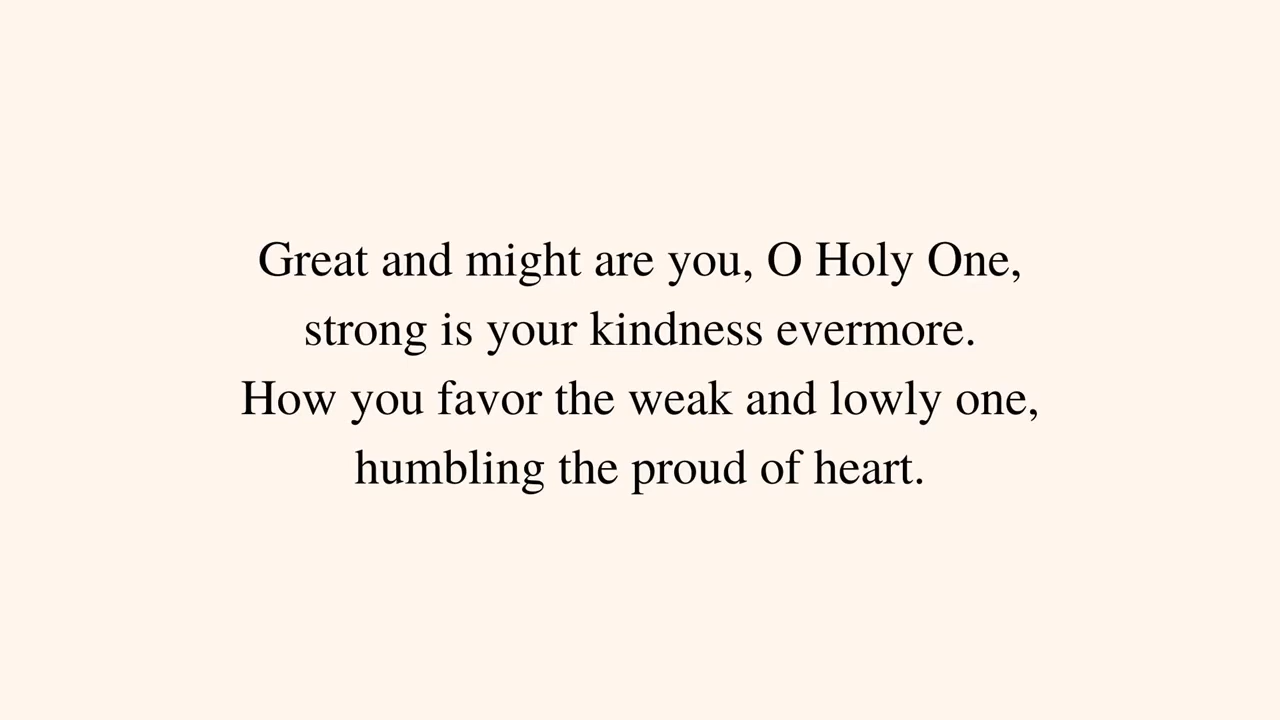 Great and might are you, O Holy One,
strong is your kindness evermore.
How you favor the weak and lowly one,
humbling the proud of heart.